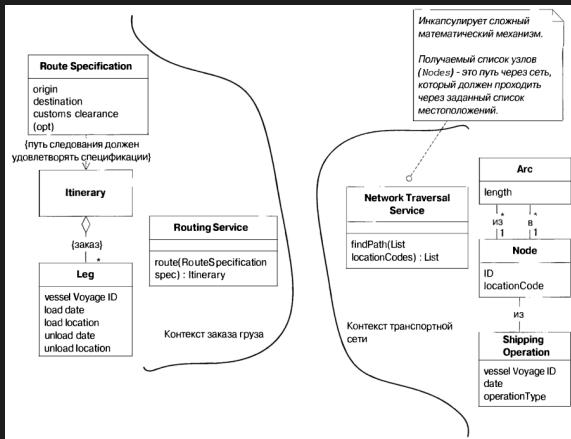 Route Specification
origin
destination
customs clearance
(opt)
{путь следования должен
удовлетворять спецификации}
Itinerary
{заказ}
*
Leg
vessel Voyage ID
load date
load location
unload date
unload location
Routing Service
route(RouteSpecification
spec) : Itinerary
Контекст заказа груза
Инкапсулирует сложный
математический механизм.
Получаемый список узлов
(Nodes) - это путь через сеть,
который должен проходить
через заданный список
местоположений.
Network Traversal
Service
findPath(List
locationCodes) : List
Контекст транспортной
сети
Arc
length
* *
из в
1 1
Node
ID
locationCode
из
Shipping
Operation
vessel Voyage ID
date
operationType